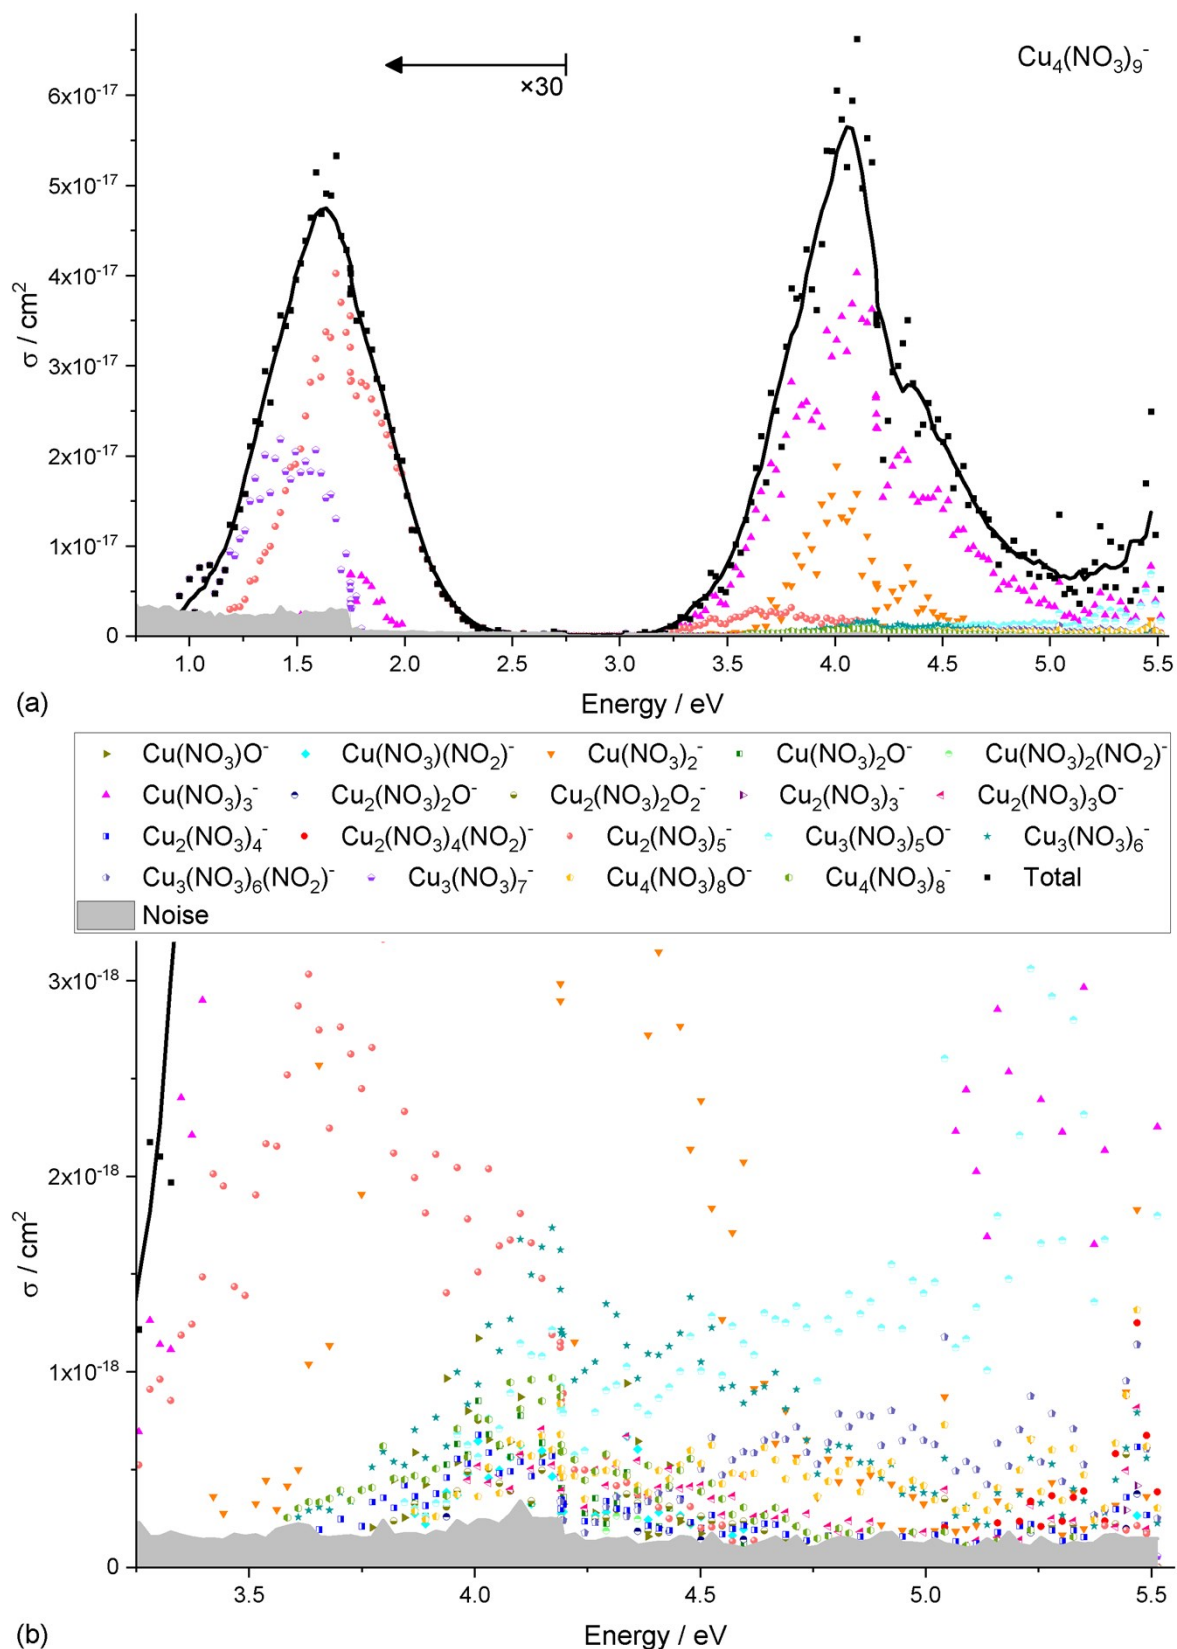 Cu₄(NO₃)₉⁻
×30
6x10⁻¹⁷
5x10⁻¹⁷
4x10⁻¹⁷
3x10⁻¹⁷
2x10⁻¹⁷
1x10⁻¹⁷
0
σ / cm²
1.0 1.5 2.0 2.5 3.0 3.5 4.0 4.5 5.0 5.5
(a) Energy / eV
Cu(NO₃)O⁻ Cu(NO₃)(NO₂)⁻ Cu(NO₃)₂⁻ Cu(NO₃)₂O⁻ Cu(NO₃)₂(NO₂)⁻
Cu(NO₃)₃⁻ Cu₂(NO₃)₂O⁻ Cu₂(NO₃)₂O₂⁻ Cu₂(NO₃)₃⁻ Cu₂(NO₃)₃O⁻
Cu₂(NO₃)₄⁻ Cu₂(NO₃)₄(NO₂)⁻ Cu₂(NO₃)₅⁻ Cu₃(NO₃)₅O⁻ Cu₃(NO₃)₆⁻
Cu₃(NO₃)₆(NO₂)⁻ Cu₃(NO₃)₇⁻ Cu₄(NO₃)₈O⁻ Cu₄(NO₃)₈⁻ Total
Noise
3x10⁻¹⁸
2x10⁻¹⁸
1x10⁻¹⁸
0
σ / cm²
3.5 4.0 4.5 5.0 5.5
(b) Energy / eV